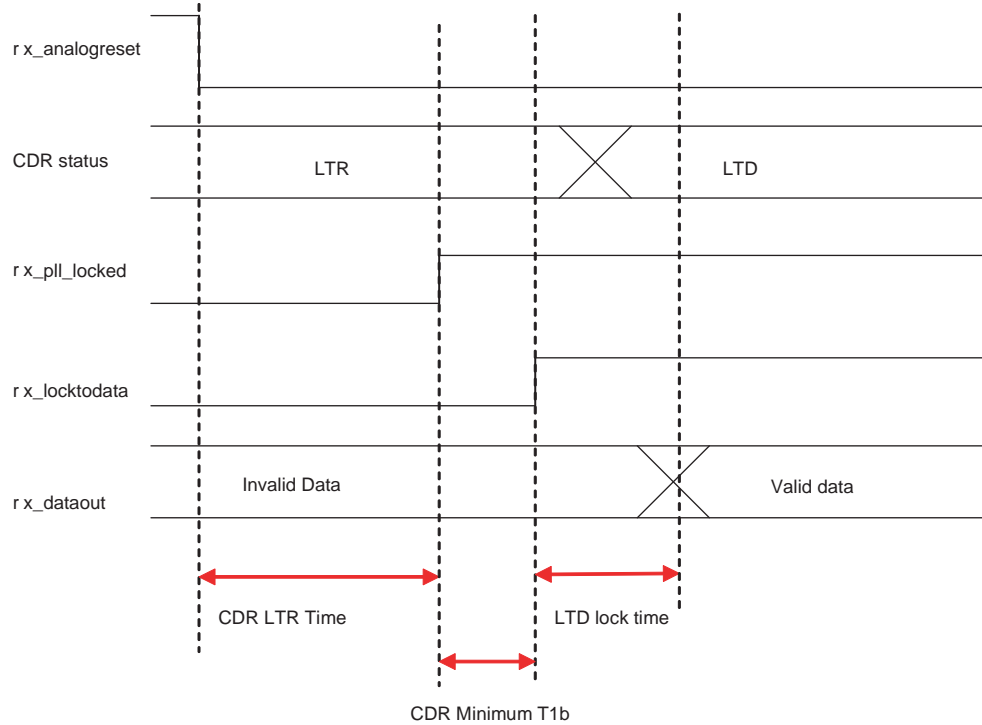 r x_analogreset
CDR status
LTR
LTD
r x_pll_locked
r x_locktodata
Invalid Data
Valid data
r x_dataout
CDR LTR Time
LTD lock time
CDR Minimum T1b